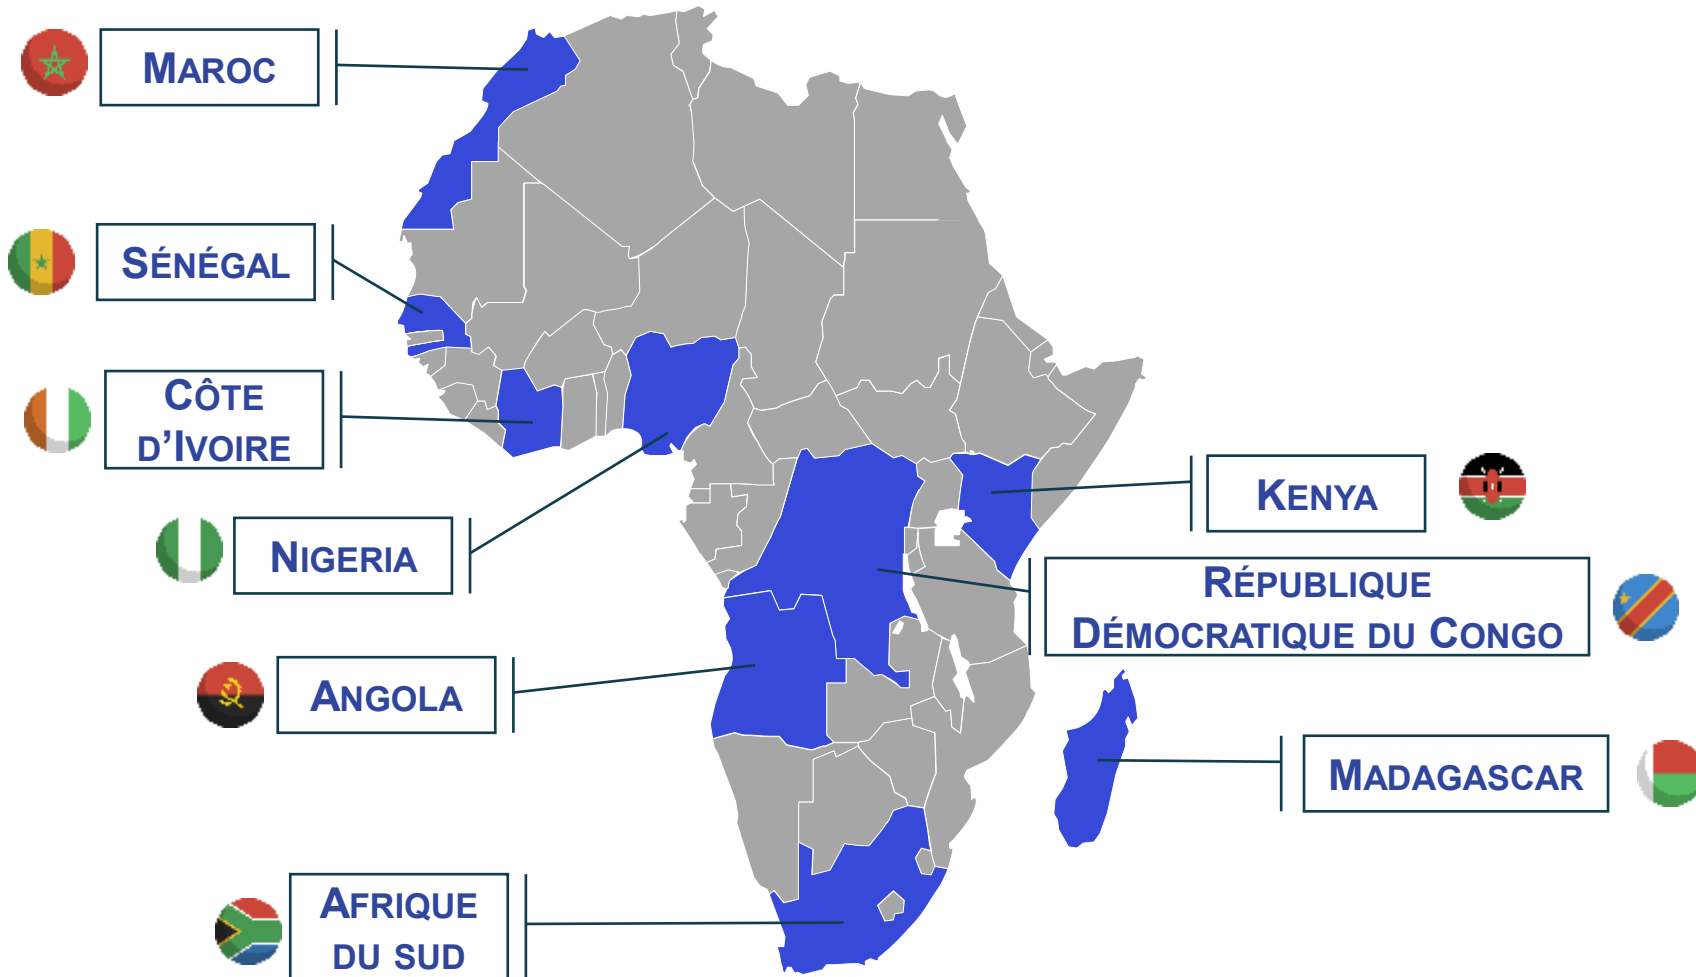 MAROC
SÉNÉGAL
CÔTE
D'IVOIRE
NIGERIA
KENYA
RÉPUBLIQUE
DÉMOCRATIQUE DU CONGO
ANGOLA
MADAGASCAR
AFRIQUE
DU SUD